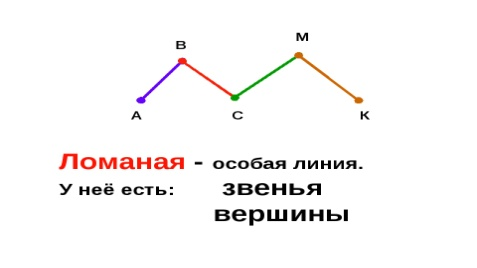 В
М
А
С
К
Ломаная - особая линия.
У неё есть: звенья
вершины